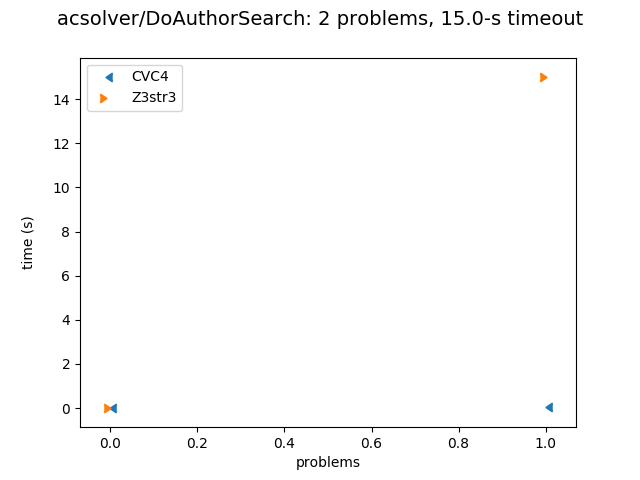 acsolver/DoAuthorSearch: 2 problems, 15.0-s timeout
CVC4
Z3str3
14
12
10
8
6
4
2
0
time (s)
0.0 0.2 0.4 0.6 0.8 1.0
problems